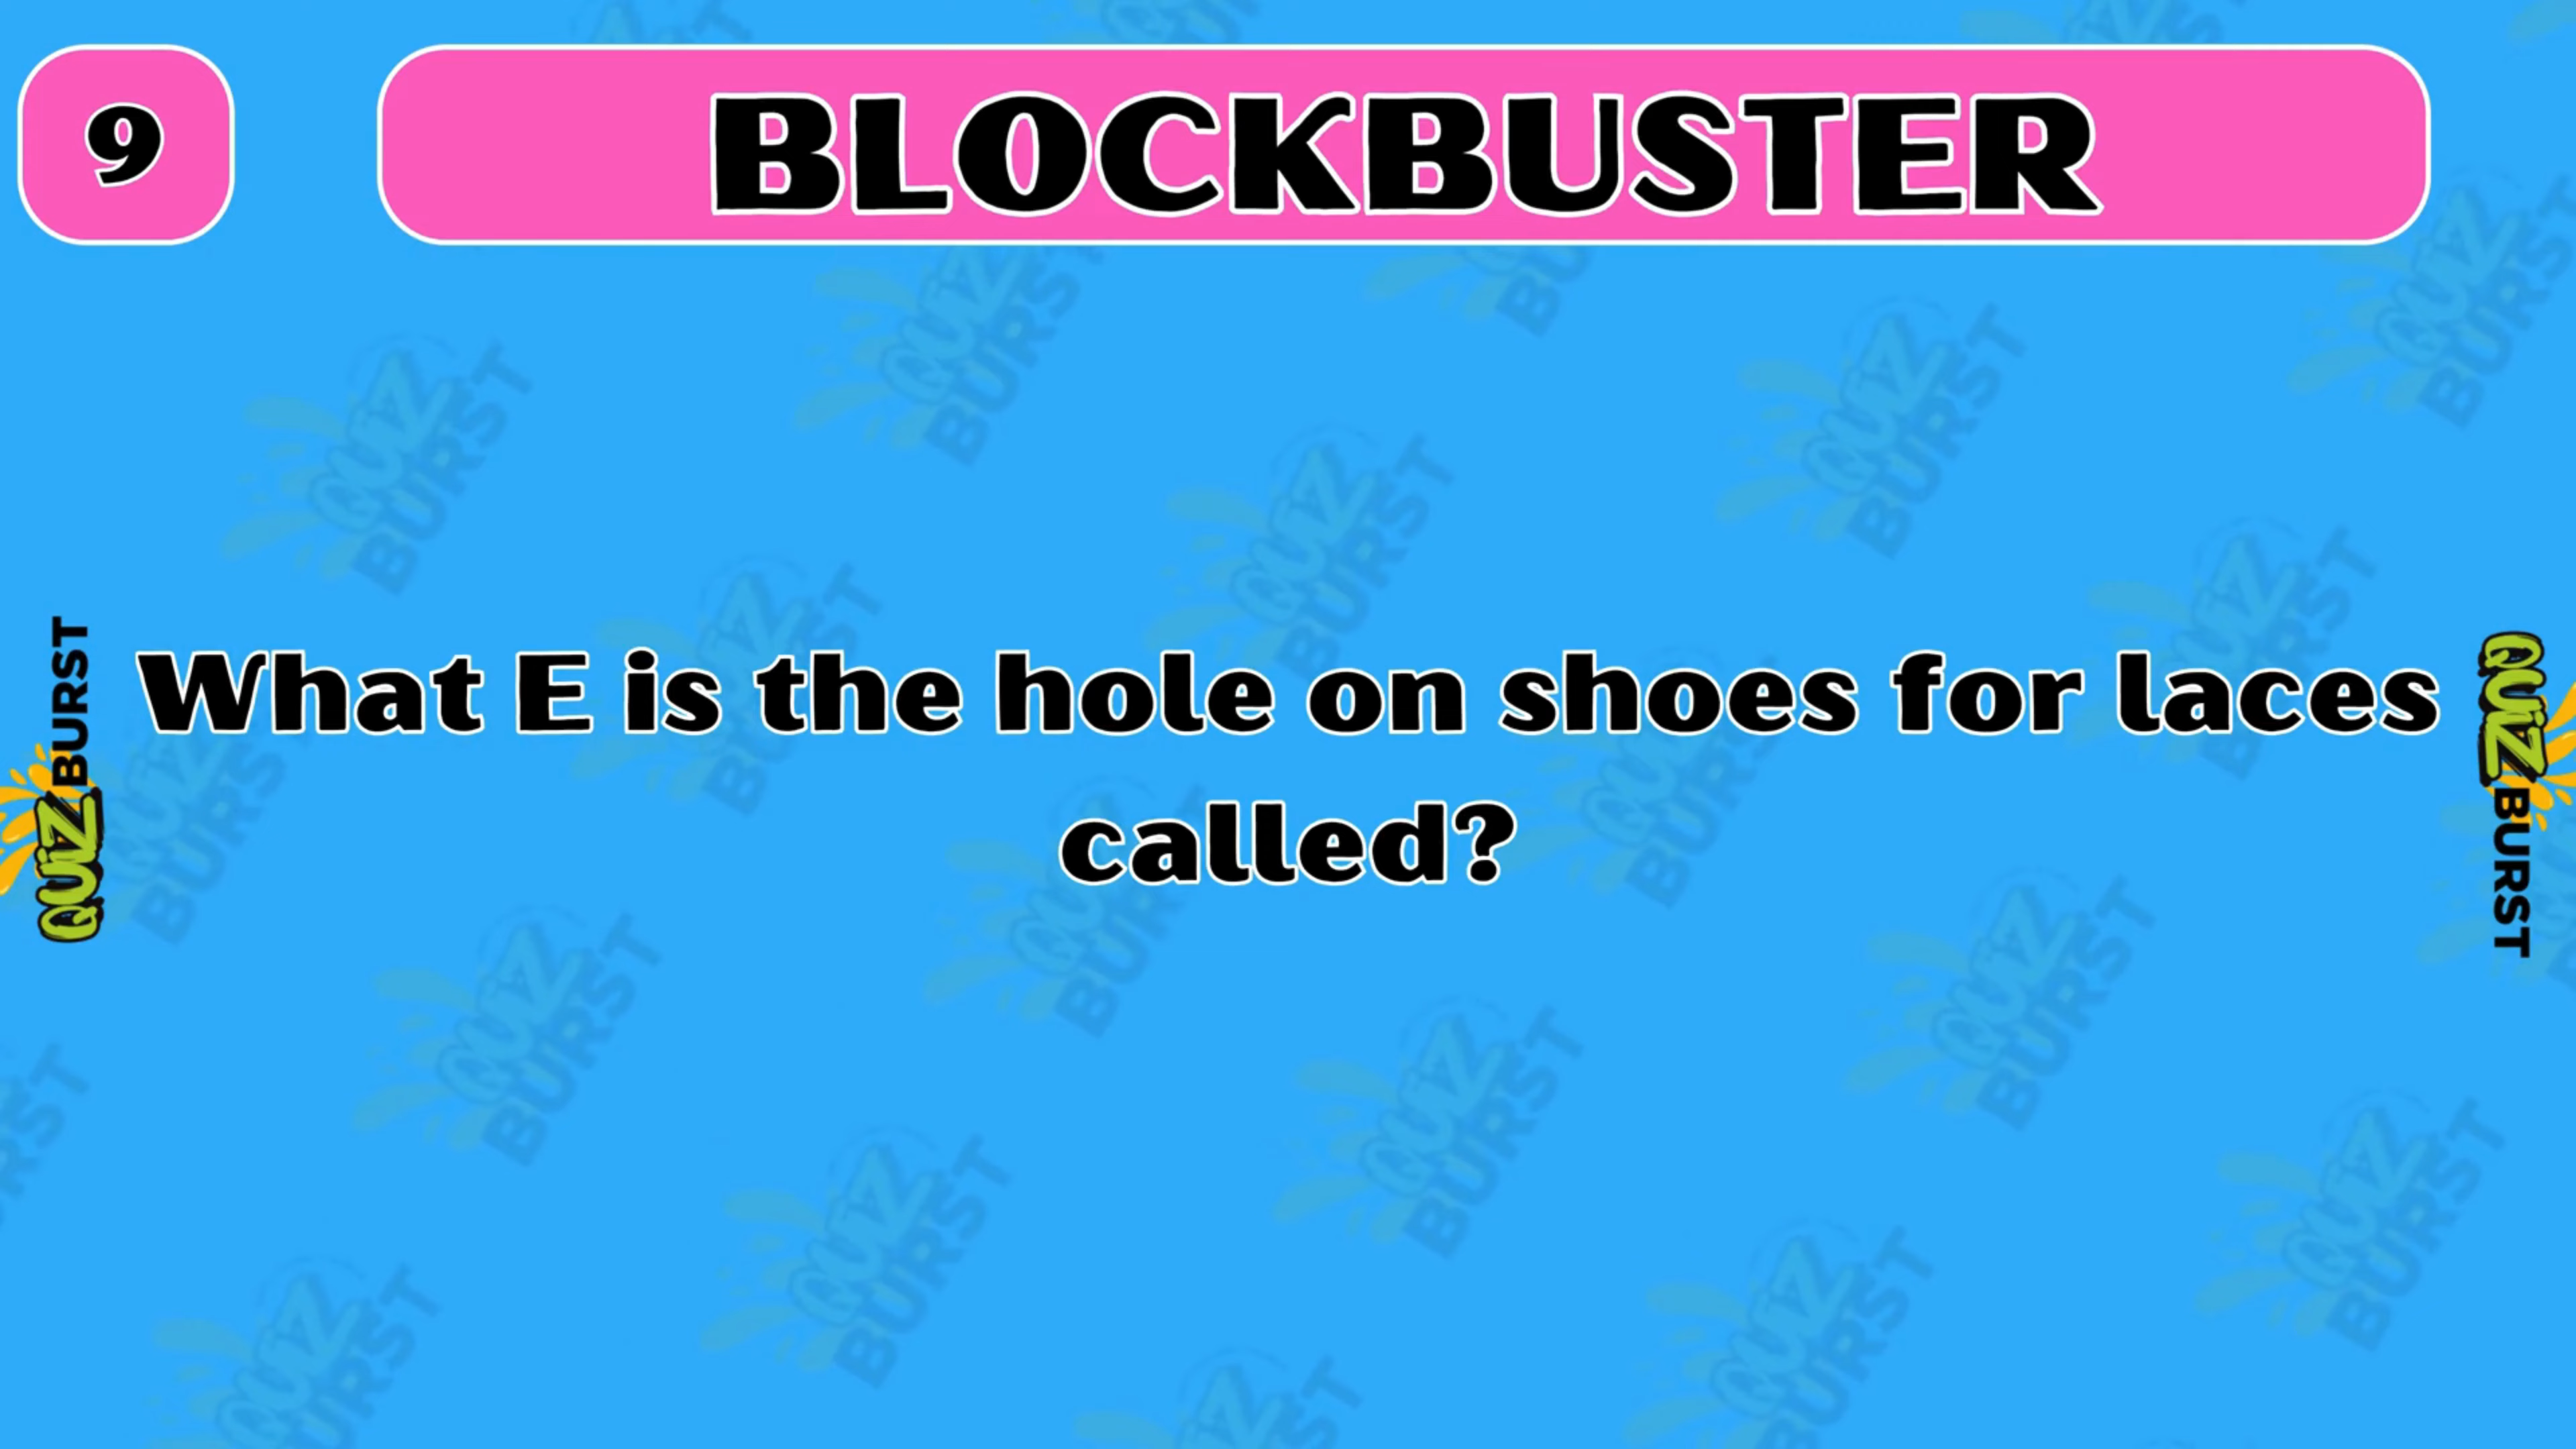 9
BLOCKBUSTER
What E is the hole on shoes for laces
called?
QUIZ BURST
QUIZ BURST